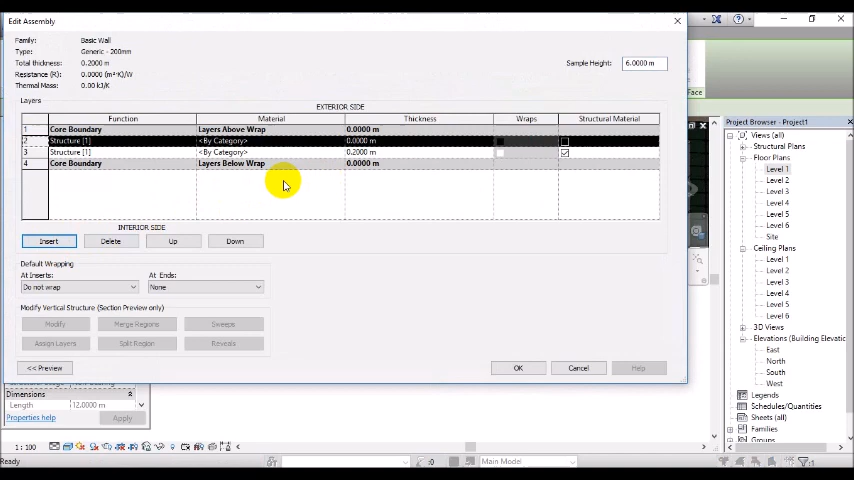 Edit Assembly
Family: Basic Wall
Type: Generic - 200mm
Total thickness: 0.2000 m
Resistance (R): 0.0000 (m²·K)/W
Thermal Mass: 0.00 kJ/K
Sample Height: 6.0000 m
Layers
EXTERIOR SIDE
Function Material Thickness Wraps Structural Material
1 Core Boundary Layers Above Wrap 0.0000 m
2 Structure [1] <By Category> 0.0000 m
3 Structure [1] <By Category> 0.2000 m
4 Core Boundary Layers Below Wrap 0.0000 m
INTERIOR SIDE
Insert Delete Up Down
Default Wrapping
At Inserts: At Ends:
Do not wrap None
Modify Vertical Structure (Section Preview only)
Modify Merge Regions Sweeps
Assign Layers Split Region Reveals
<< Preview OK Cancel Help
Face
Project Browser - Project1
Views (all)
Structural Plans
Floor Plans
Level 1
Level 2
Level 3
Level 4
Level 5
Level 6
Site
Ceiling Plans
Level 1
Level 2
Level 3
Level 4
Level 5
Level 6
3D Views
Elevations (Building Elevation
East
North
South
West
Legends
Schedules/Quantities
Sheets (all)
Families
Groups
Dimensions
Length 12.0000 m
Properties help Apply
1 : 100
Ready
:0
Main Model
:1